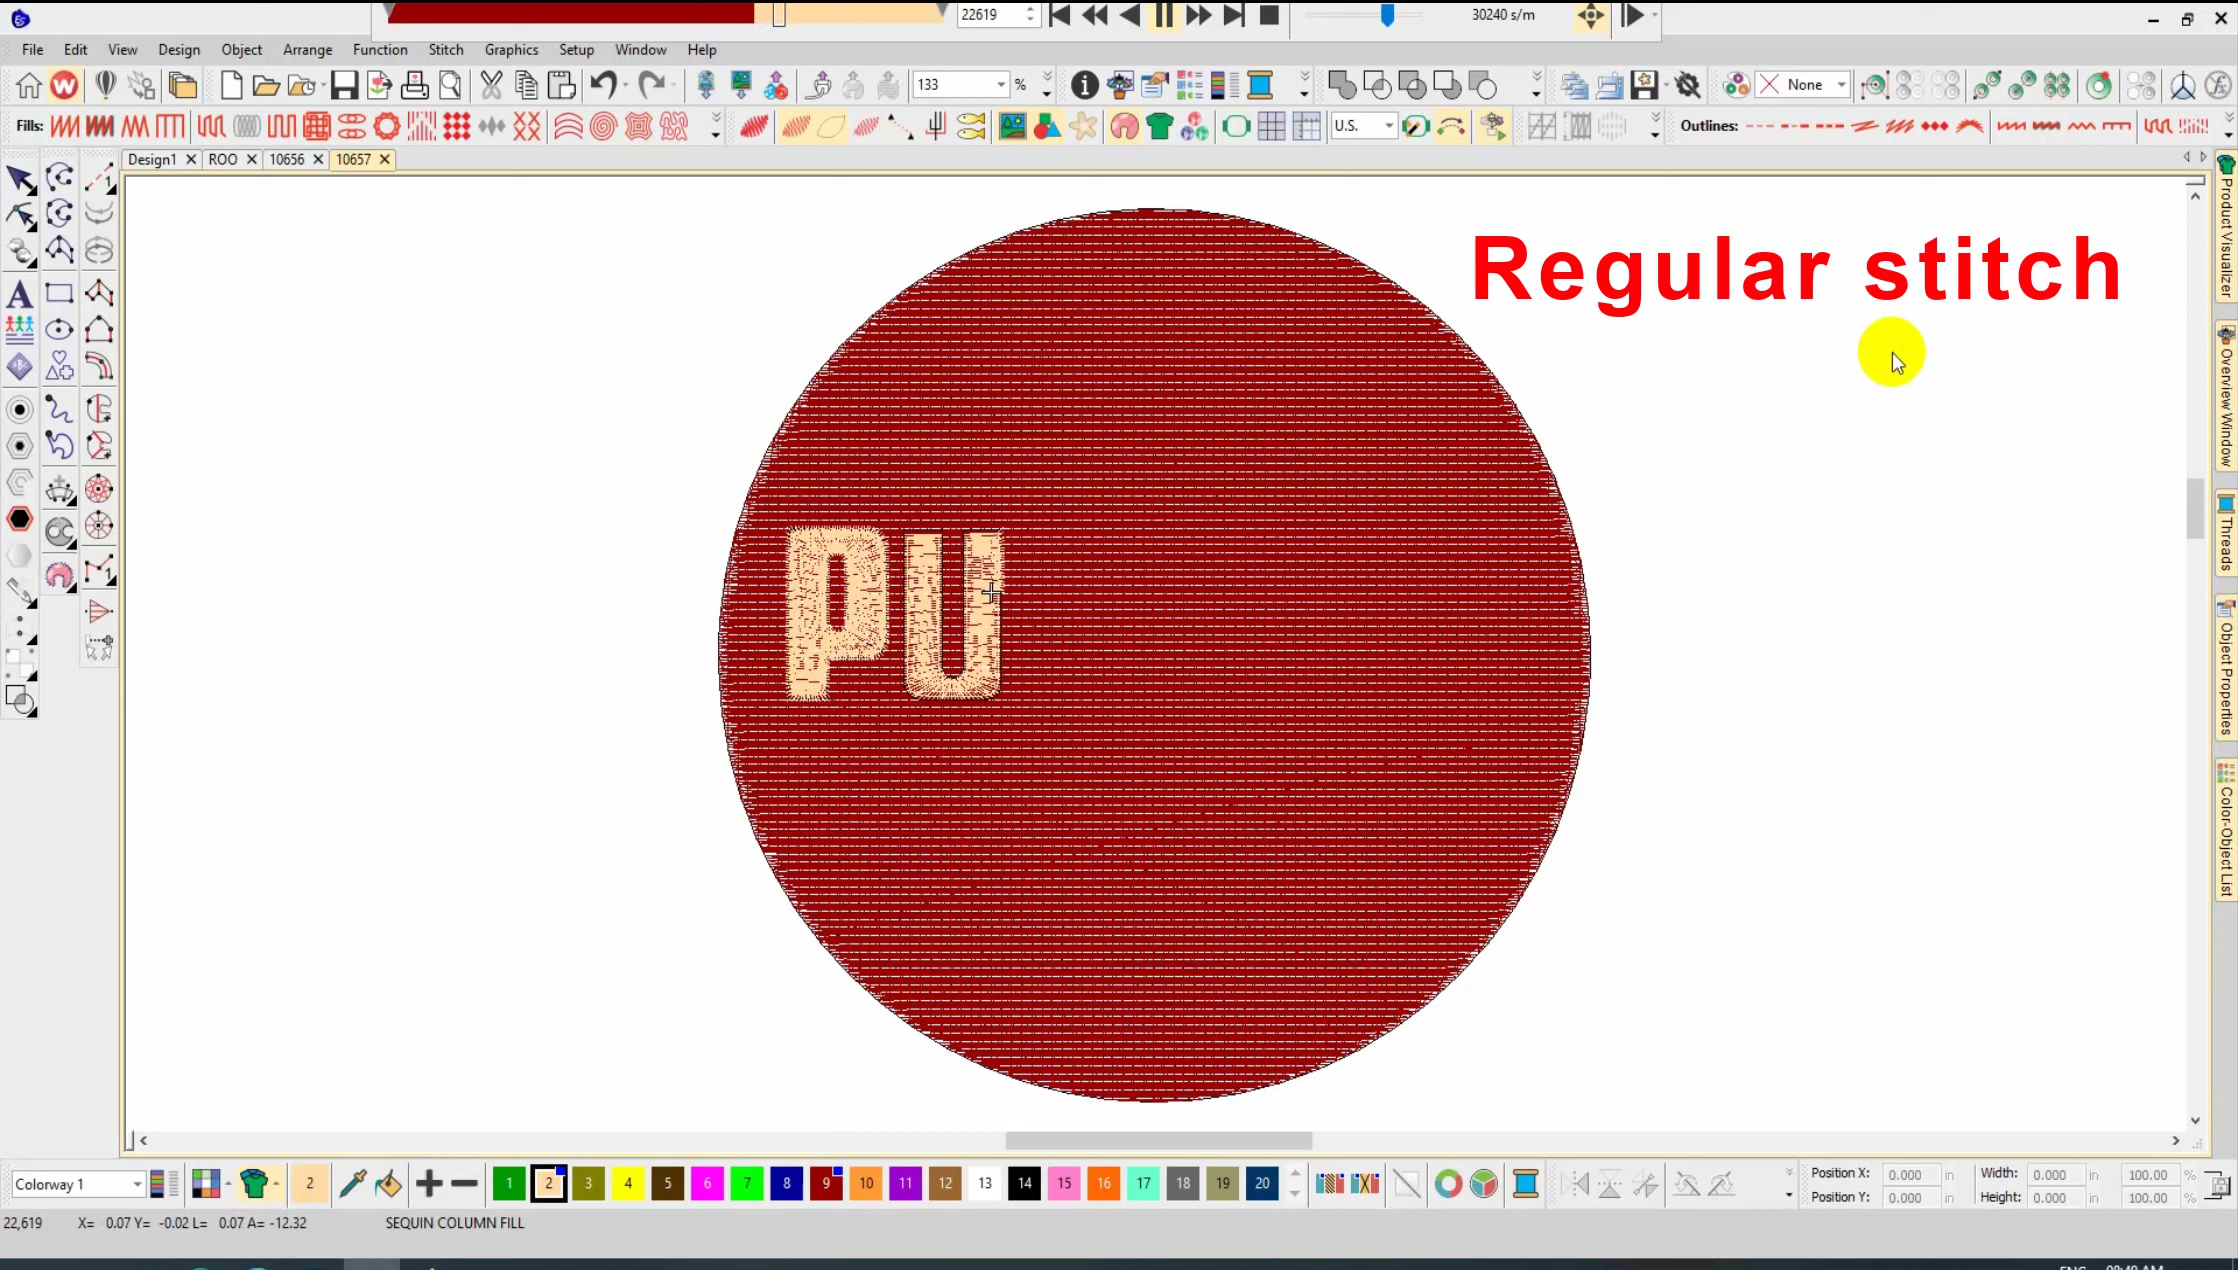 22619
30240 s/m
File Edit View Design Object Arrange Function Stitch Graphics Setup Window Help
133 %
None
Fills:
U.S.
Outlines:
Design1 ROO 10656 10657
Regular stitch
PU
Product Visualizer
Overview Window
Threads
Object Properties
Color-Object List
Colorway 1
2
1 2 3 4 5 6 7 8 9 10 11 12 13 14 15 16 17 18 19 20
Position X: 0.000 in Width: 0.000 in 100.00 %
Position Y: 0.000 in Height: 0.000 in 100.00 %
22,619 X= 0.07 Y= -0.02 L= 0.07 A= -12.32 SEQUIN COLUMN FILL